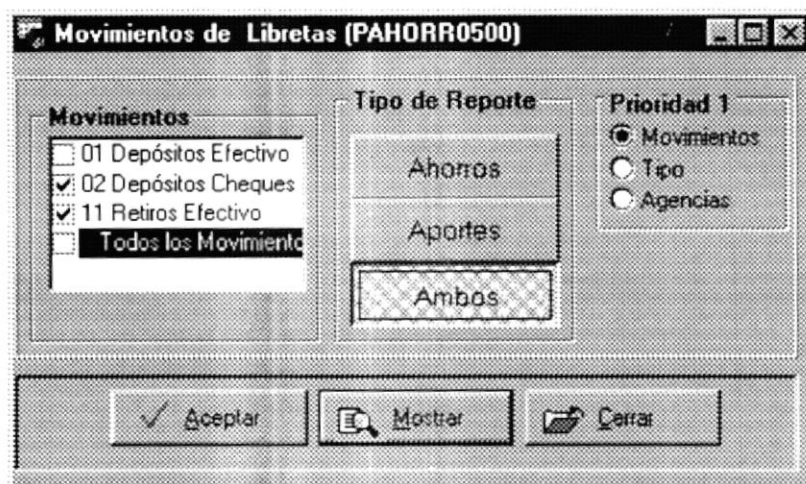 Movimientos de Libretas (PAHORR0500)
Movimientos
01 Depósitos Efectivo
02 Depósitos Cheques
11 Retiros Efectivo
Todos los Movimiento
Tipo de Reporte
Ahorros
Aportes
Ambos
Prioridad 1
Movimientos
Tipo
Agencias
Aceptar
Mostrar
Cerrar